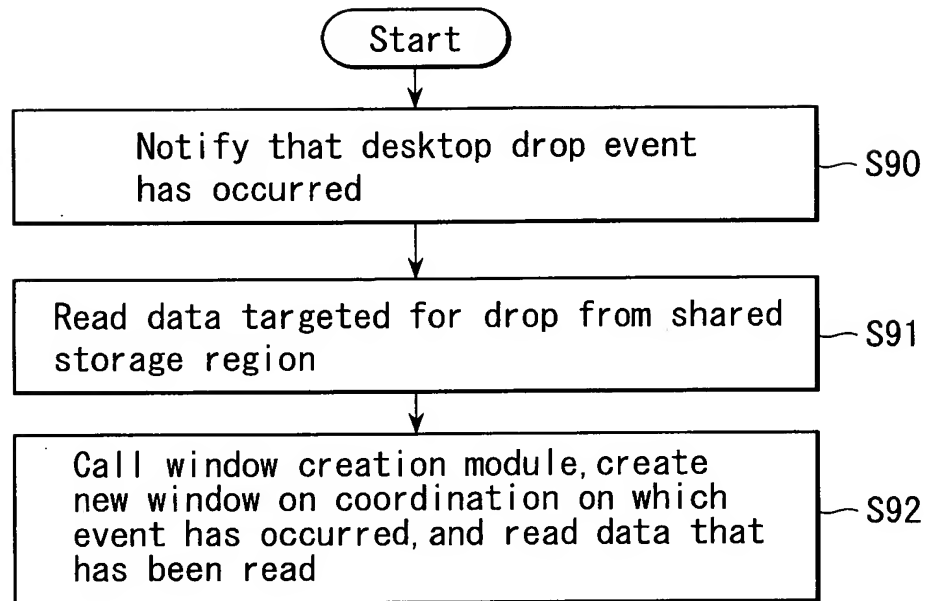 Start
Notify that desktop drop event
has occurred
S90
Read data targeted for drop from shared
storage region
S91
Call window creation module, create
new window on coordination on which
event has occurred, and read data that
has been read
S92